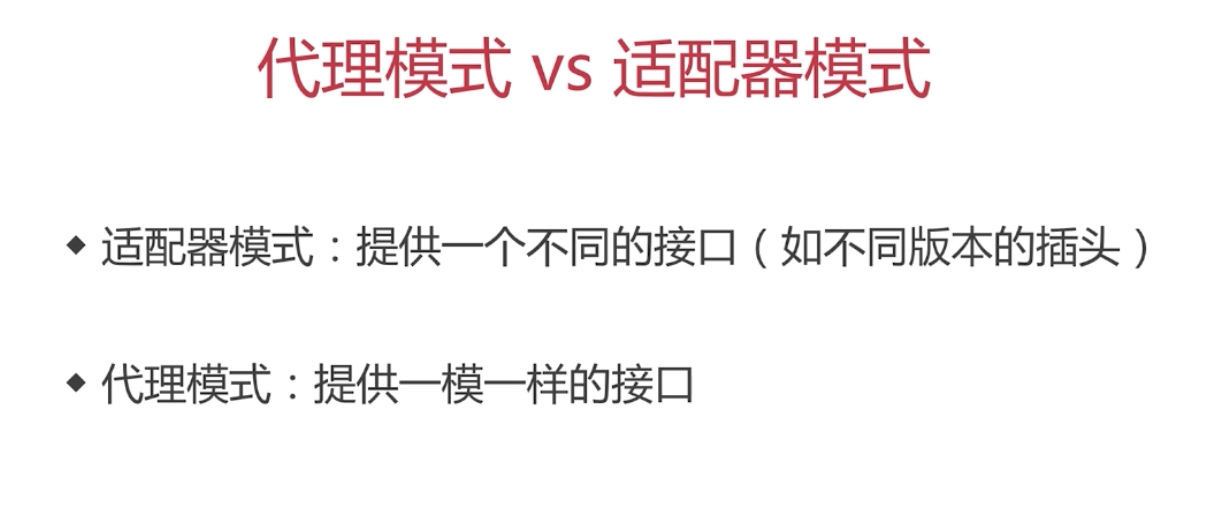 代理模式 vs 适配器模式
◆ 适配器模式：提供一个不同的接口（如不同版本的插头）
◆ 代理模式：提供一模一样的接口